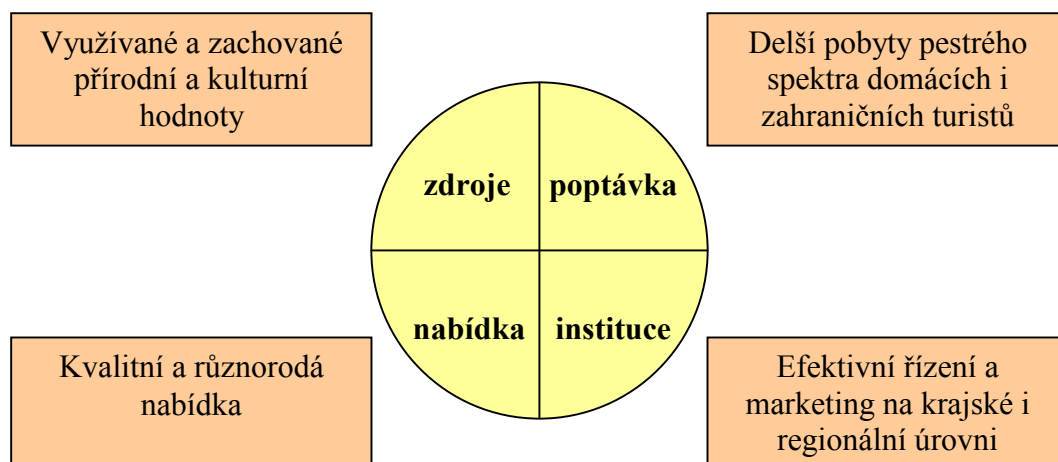 Využívané a zachované
přírodní a kulturní
hodnoty
Delší pobyty pestrého
spektra domácích i
zahraničních turistů
zdroje
poptávka
nabídka
instituce
Kvalitní a různorodá
nabídka
Efektivní řízení a
marketing na krajské i
regionální úrovni